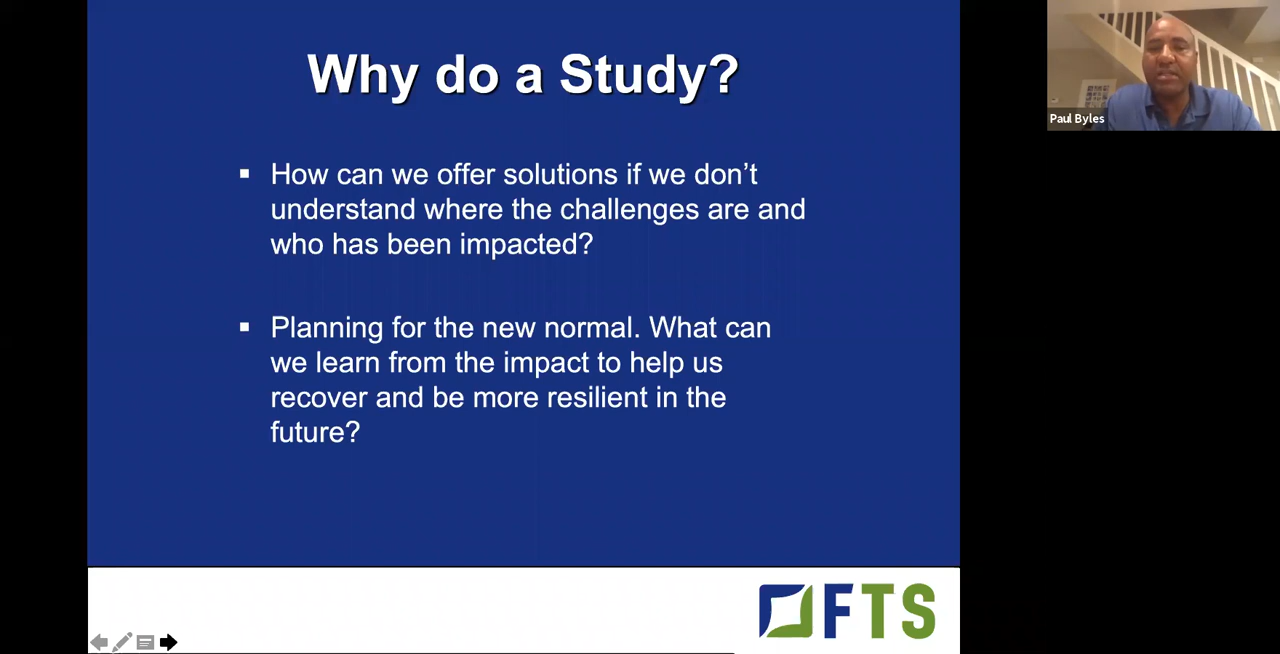 Why do a Study?
▪ How can we offer solutions if we don’t
understand where the challenges are and
who has been impacted?
▪ Planning for the new normal. What can
we learn from the impact to help us
recover and be more resilient in the
future?
FTS
Paul Byles